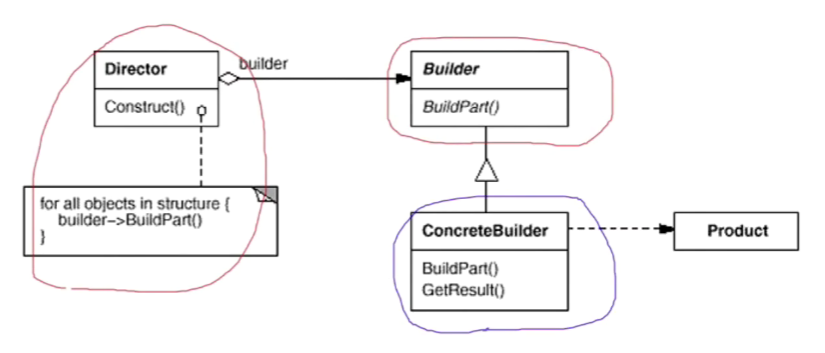 Director
Construct()
builder
Builder
BuildPart()
for all objects in structure {
builder->BuildPart()
}
ConcreteBuilder
BuildPart()
GetResult()
Product